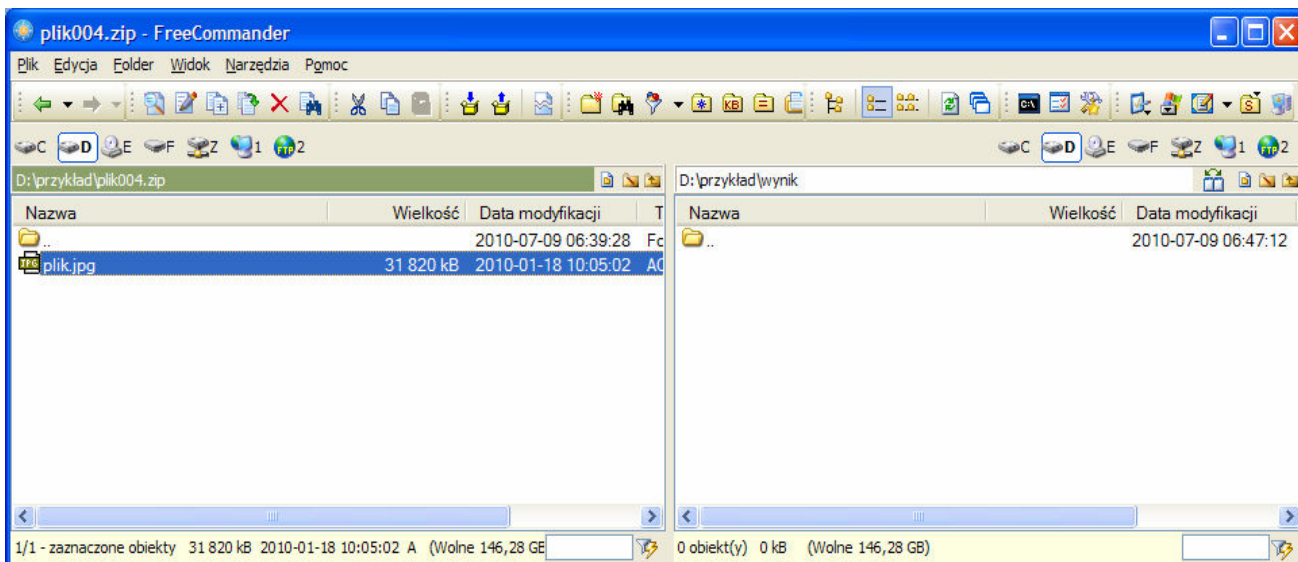 plik004.zip - FreeCommander
Plik Edycja Folder Widok Narzędzia Pomoc
C D E F Z 1 2 C D E F Z 1 2
D:\przykład\plik004.zip D:\przykład\wynik
Nazwa Wielkość Data modyfikacji T Nazwa Wielkość Data modyfikacji
.. 2010-07-09 06:39:28 Fc .. 2010-07-09 06:47:12
plik.jpg 31 820 kB 2010-01-18 10:05:02 AC
1/1 - zaznaczone obiekty 31 820 kB 2010-01-18 10:05:02 A (Wolne 146,28 GE 0 obiekt(y) 0 kB (Wolne 146,28 GB)